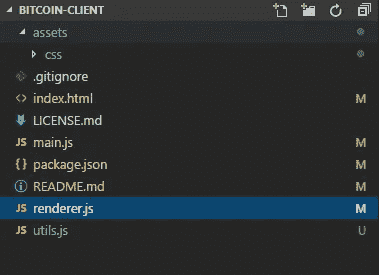 BITCOIN-CLIENT
assets
css
.gitignore
<> index.html M
LICENSE.md
JS main.js M
{} package.json M
README.md M
JS renderer.js M
JS utils.js U